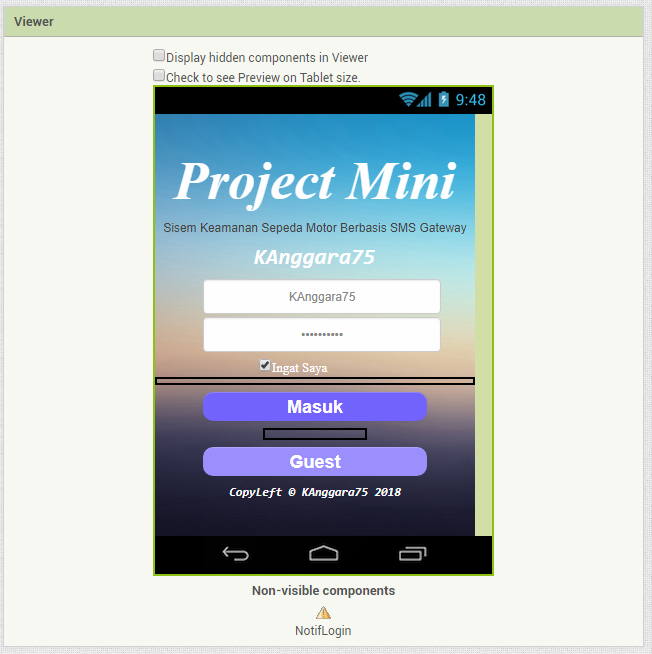 Viewer
Display hidden components in Viewer
Check to see Preview on Tablet size.
9:48
Project Mini
Sisem Keamanan Sepeda Motor Berbasis SMS Gateway
KAnggara75
KAnggara75
••••••••••
Ingat Saya
Masuk
Guest
CopyLeft © KAnggara75 2018
Non-visible components
NotifLogin